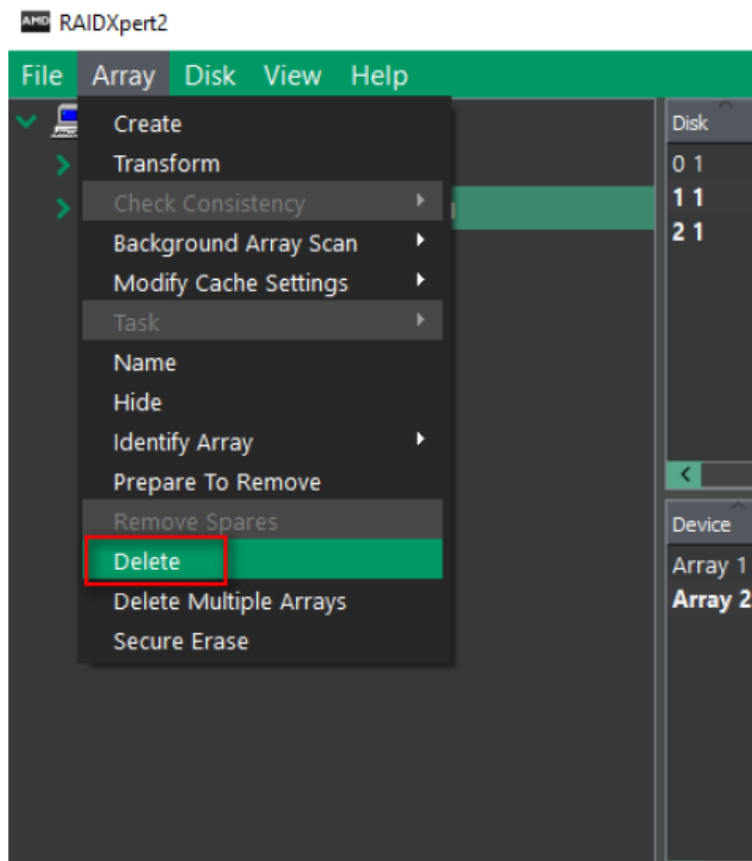 AMD RAIDXpert2
File Array Disk View Help
Create
Transform
Check Consistency
Background Array Scan
Modify Cache Settings
Task
Name
Hide
Identify Array
Prepare To Remove
Remove Spares
Delete
Delete Multiple Arrays
Secure Erase
Disk
0 1
1 1
2 1
Device
Array 1
Array 2